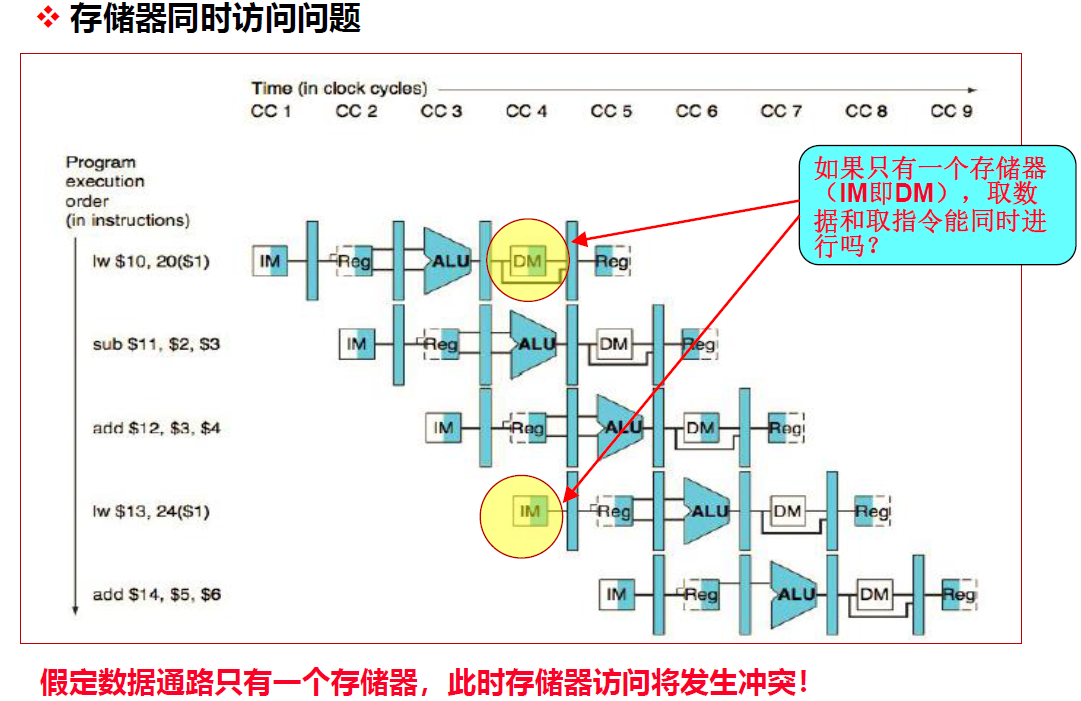 存储器同时访问问题
Time (in clock cycles)
CC 1 CC 2 CC 3 CC 4 CC 5 CC 6 CC 7 CC 8 CC 9
Program
execution
order
(in instructions)
如果只有一个存储器
（IM即DM），取数
据和取指令能同时进
行吗？
lw $10, 20($1) IM Reg ALU DM Reg
sub $11, $2, $3 IM Reg ALU DM Reg
add $12, $3, $4 IM Reg ALU DM Reg
lw $13, 24($1) IM Reg ALU DM Reg
add $14, $5, $6 IM Reg ALU DM Reg
假定数据通路只有一个存储器，此时存储器访问将发生冲突！